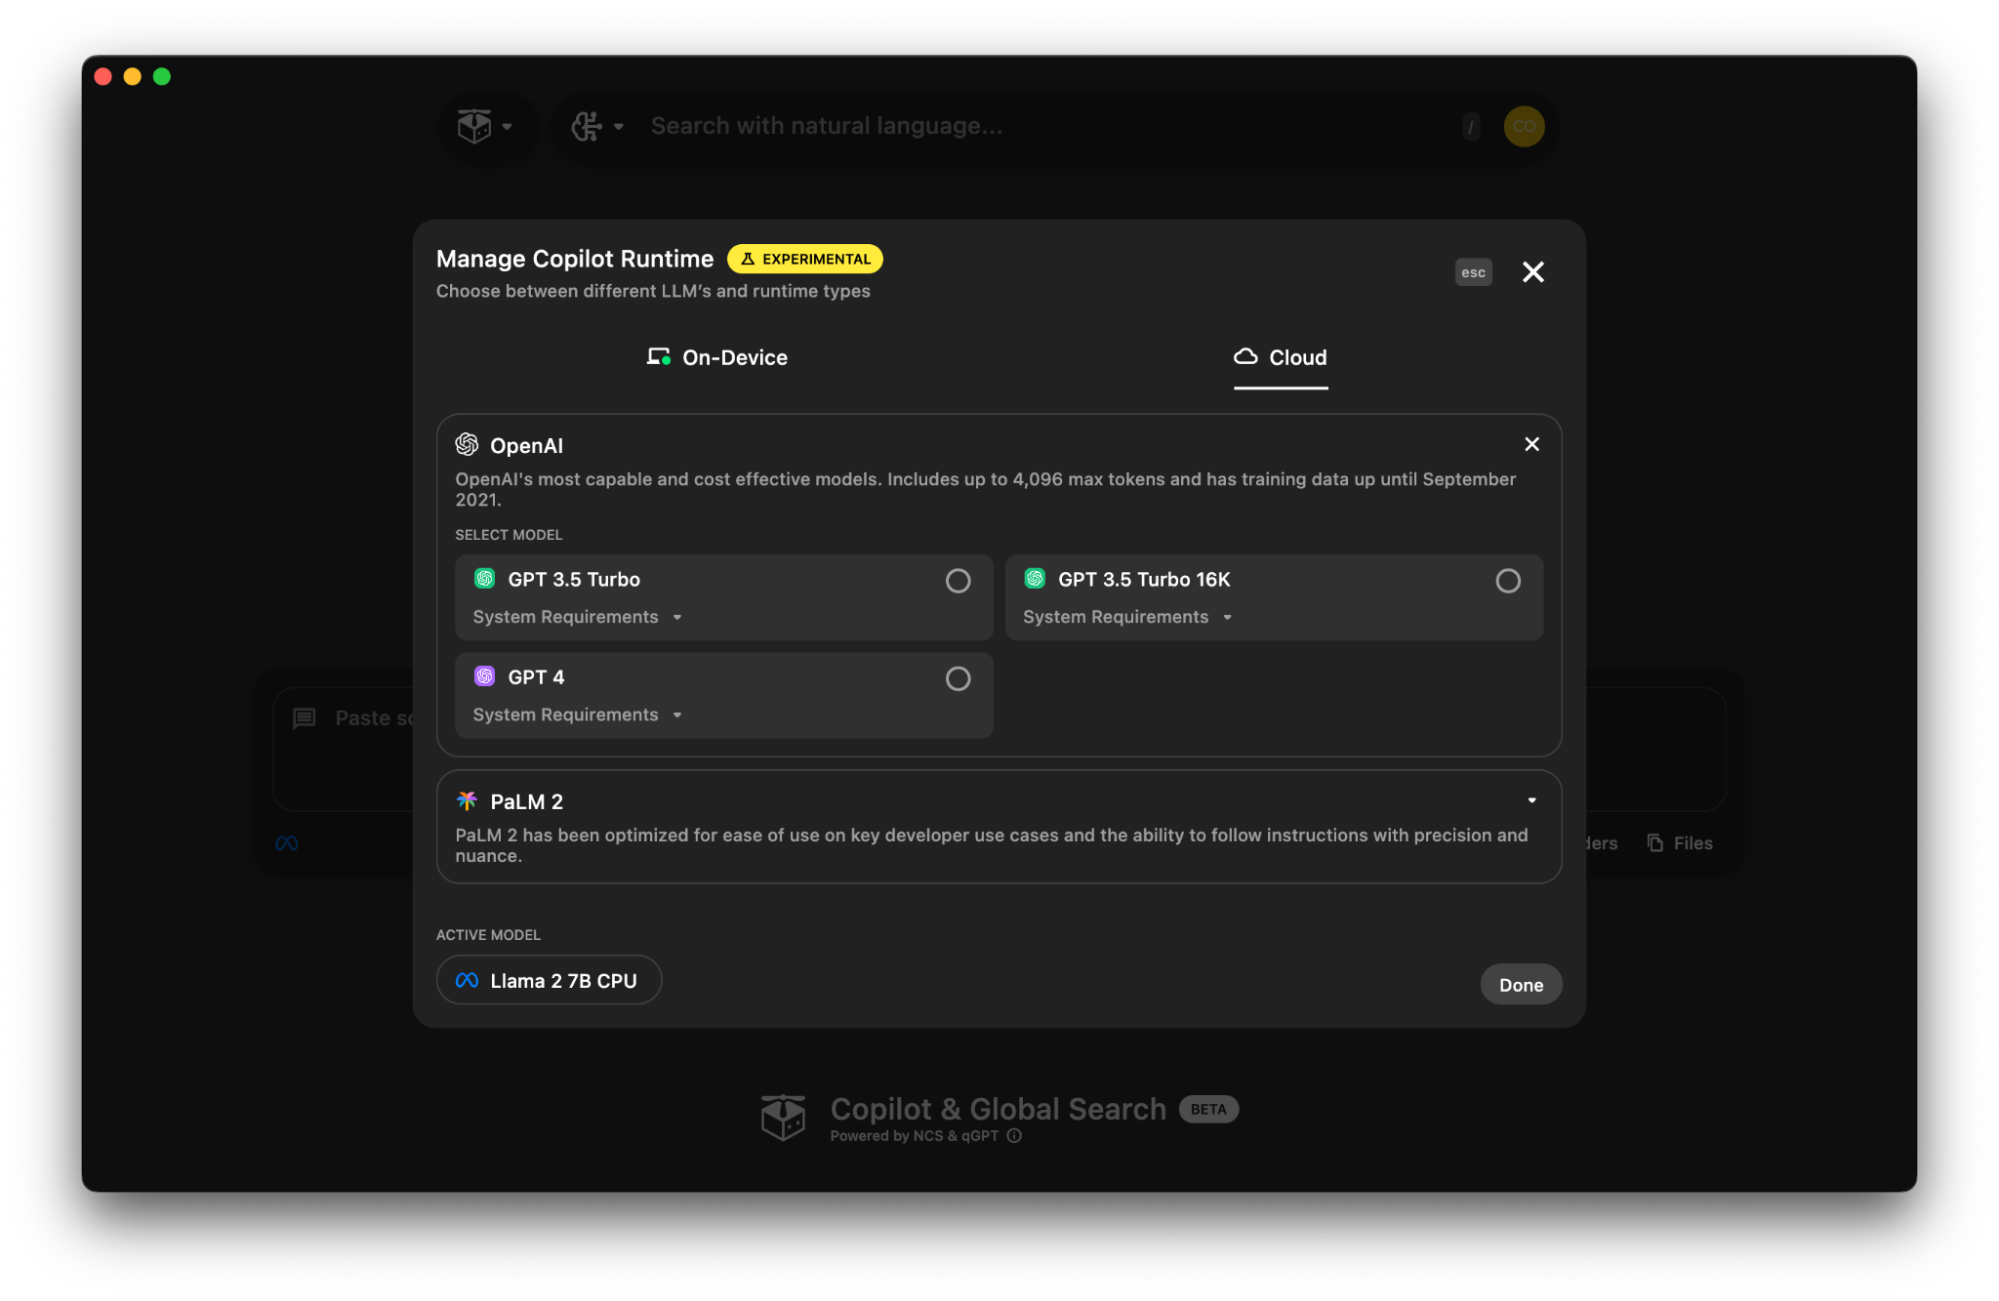 Search with natural language...
/
CO
Manage Copilot Runtime
EXPERIMENTAL
Choose between different LLM’s and runtime types
esc
On-Device
Cloud
OpenAI
OpenAI's most capable and cost effective models. Includes up to 4,096 max tokens and has training data up until September
2021.
SELECT MODEL
GPT 3.5 Turbo
System Requirements
GPT 3.5 Turbo 16K
System Requirements
GPT 4
System Requirements
Paste
PaLM 2
PaLM 2 has been optimized for ease of use on key developer use cases and the ability to follow instructions with precision and
nuance.
Files
ACTIVE MODEL
Llama 2 7B CPU
Done
Copilot & Global Search
BETA
Powered by NCS & qGPT